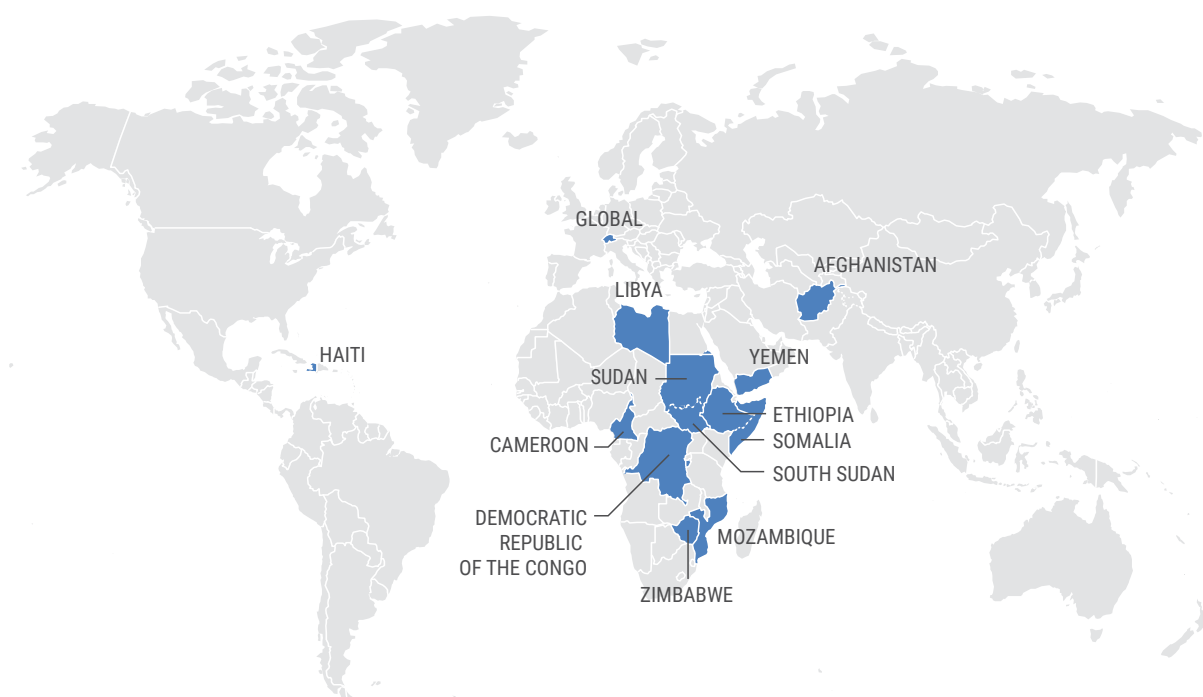 GLOBAL
AFGHANISTAN
LIBYA
HAITI
YEMEN
SUDAN
ETHIOPIA
CAMEROON
SOMALIA
SOUTH SUDAN
DEMOCRATIC
REPUBLIC
OF THE CONGO
MOZAMBIQUE
ZIMBABWE